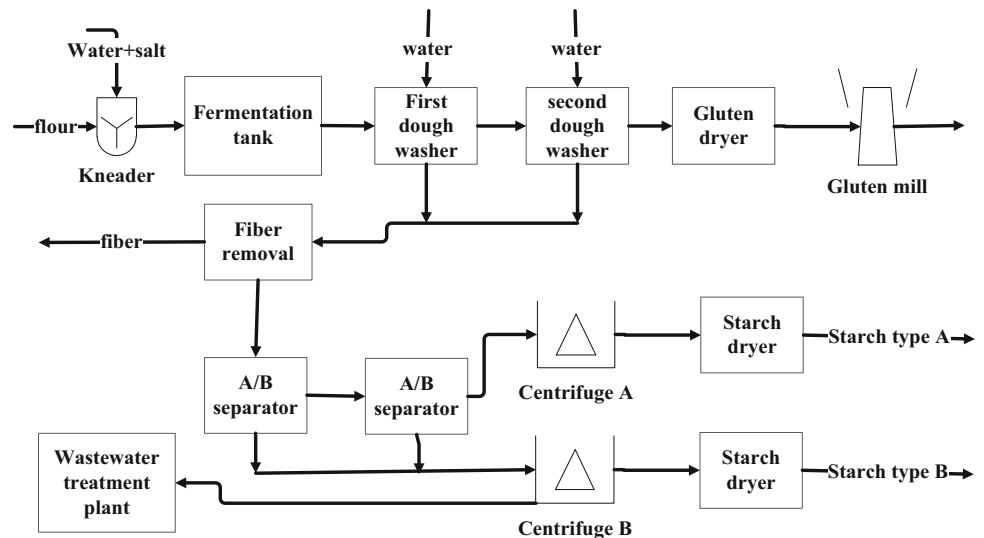 Water+salt
water
water
flour
Kneader
Fermentation
tank
First
dough
washer
second
dough
washer
Gluten
dryer
Gluten mill
fiber
Fiber
removal
A/B
separator
A/B
separator
Centrifuge A
Starch
dryer
Starch type A
Wastewater
treatment
plant
Centrifuge B
Starch
dryer
Starch type B